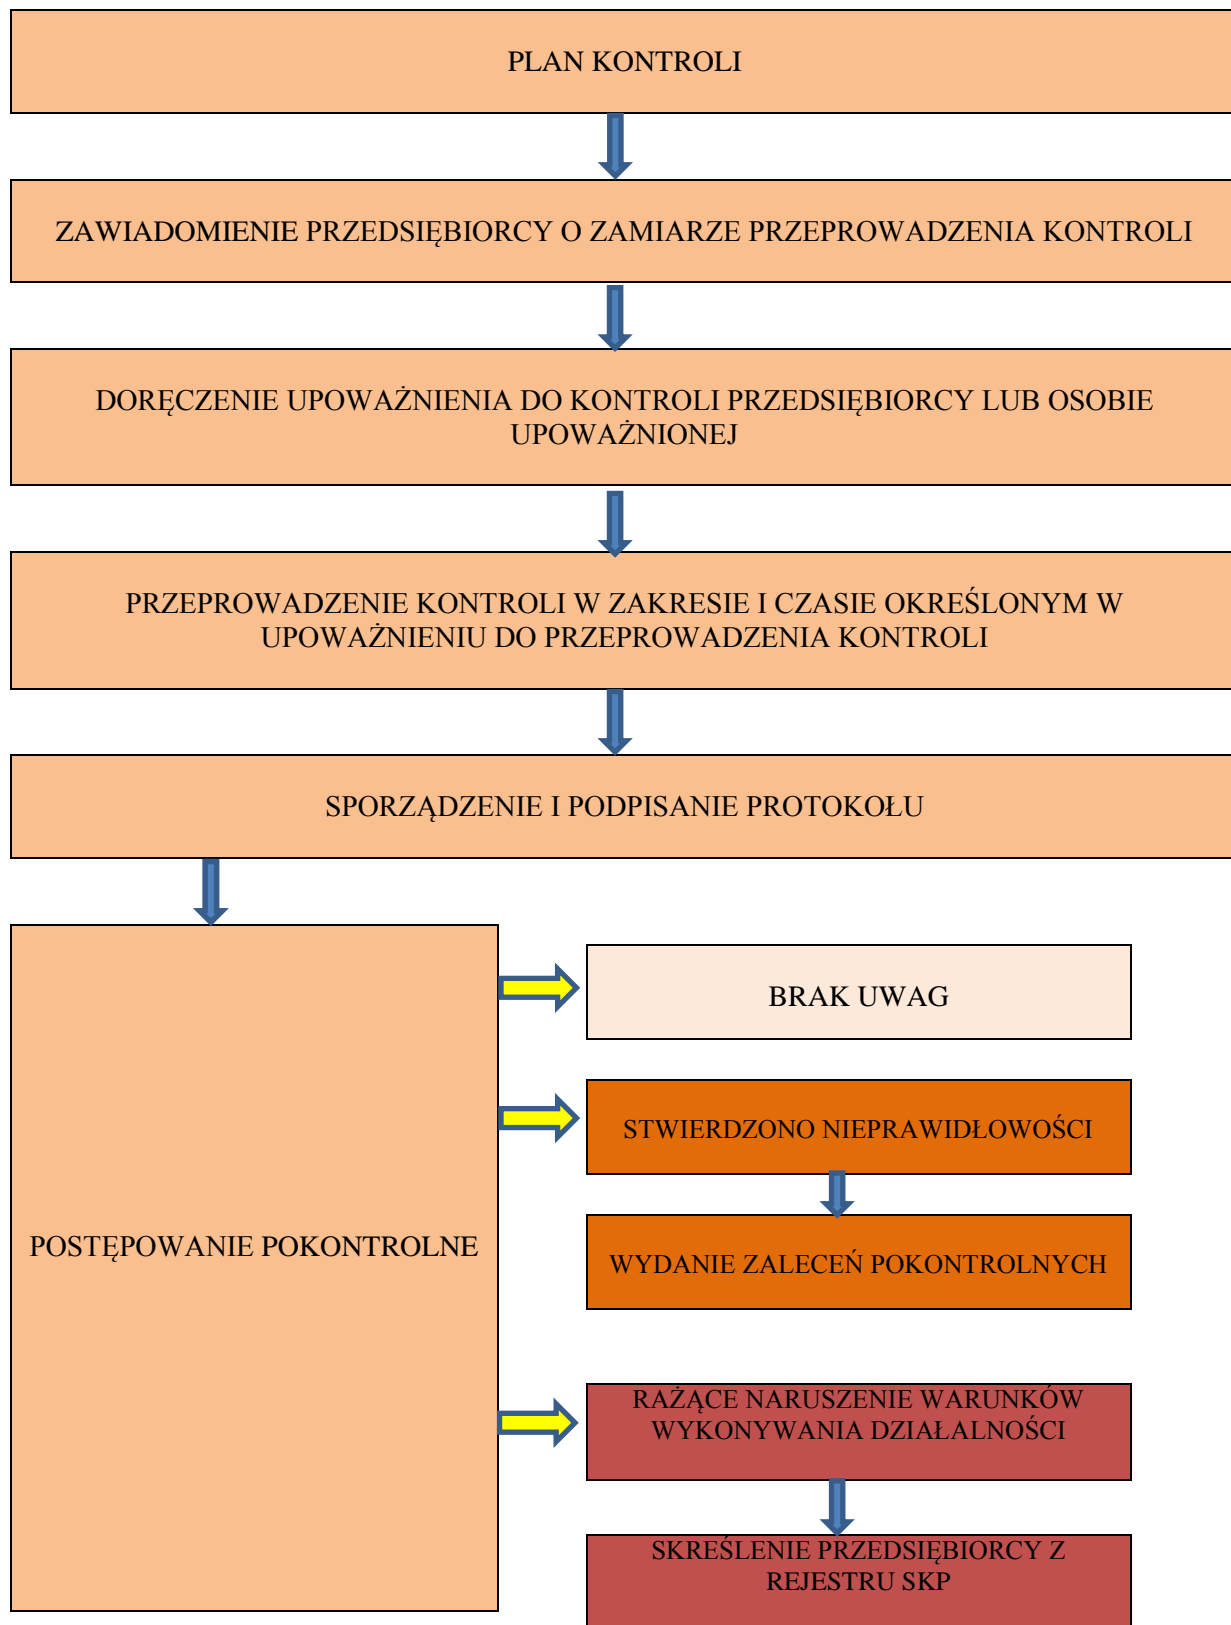 PLAN KONTROLI
ZAWIADOMIENIE PRZEDSIĘBIORCY O ZAMIARZE PRZEPROWADZENIA KONTROLI
DORĘCZENIE UPOWAŻNIENIA DO KONTROLI PRZEDSIĘBIORCY LUB OSOBIE
UPOWAŻNIONEJ
PRZEPROWADZENIE KONTROLI W ZAKRESIE I CZASIE OKREŚLONYM W
UPOWAŻNIENIU DO PRZEPROWADZENIA KONTROLI
SPORZĄDZENIE I PODPISANIE PROTOKOŁU
POSTĘPOWANIE POKONTROLNE
BRAK UWAG
STWIERDZONO NIEPRAWIDŁOWOŚCI
WYDANIE ZALECEŃ POKONTROLNYCH
RAŻĄCE NARUSZENIE WARUNKÓW
WYKONYWANIA DZIAŁALNOŚCI
SKREŚLENIE PRZEDSIĘBIORCY Z
REJESTRU SKP